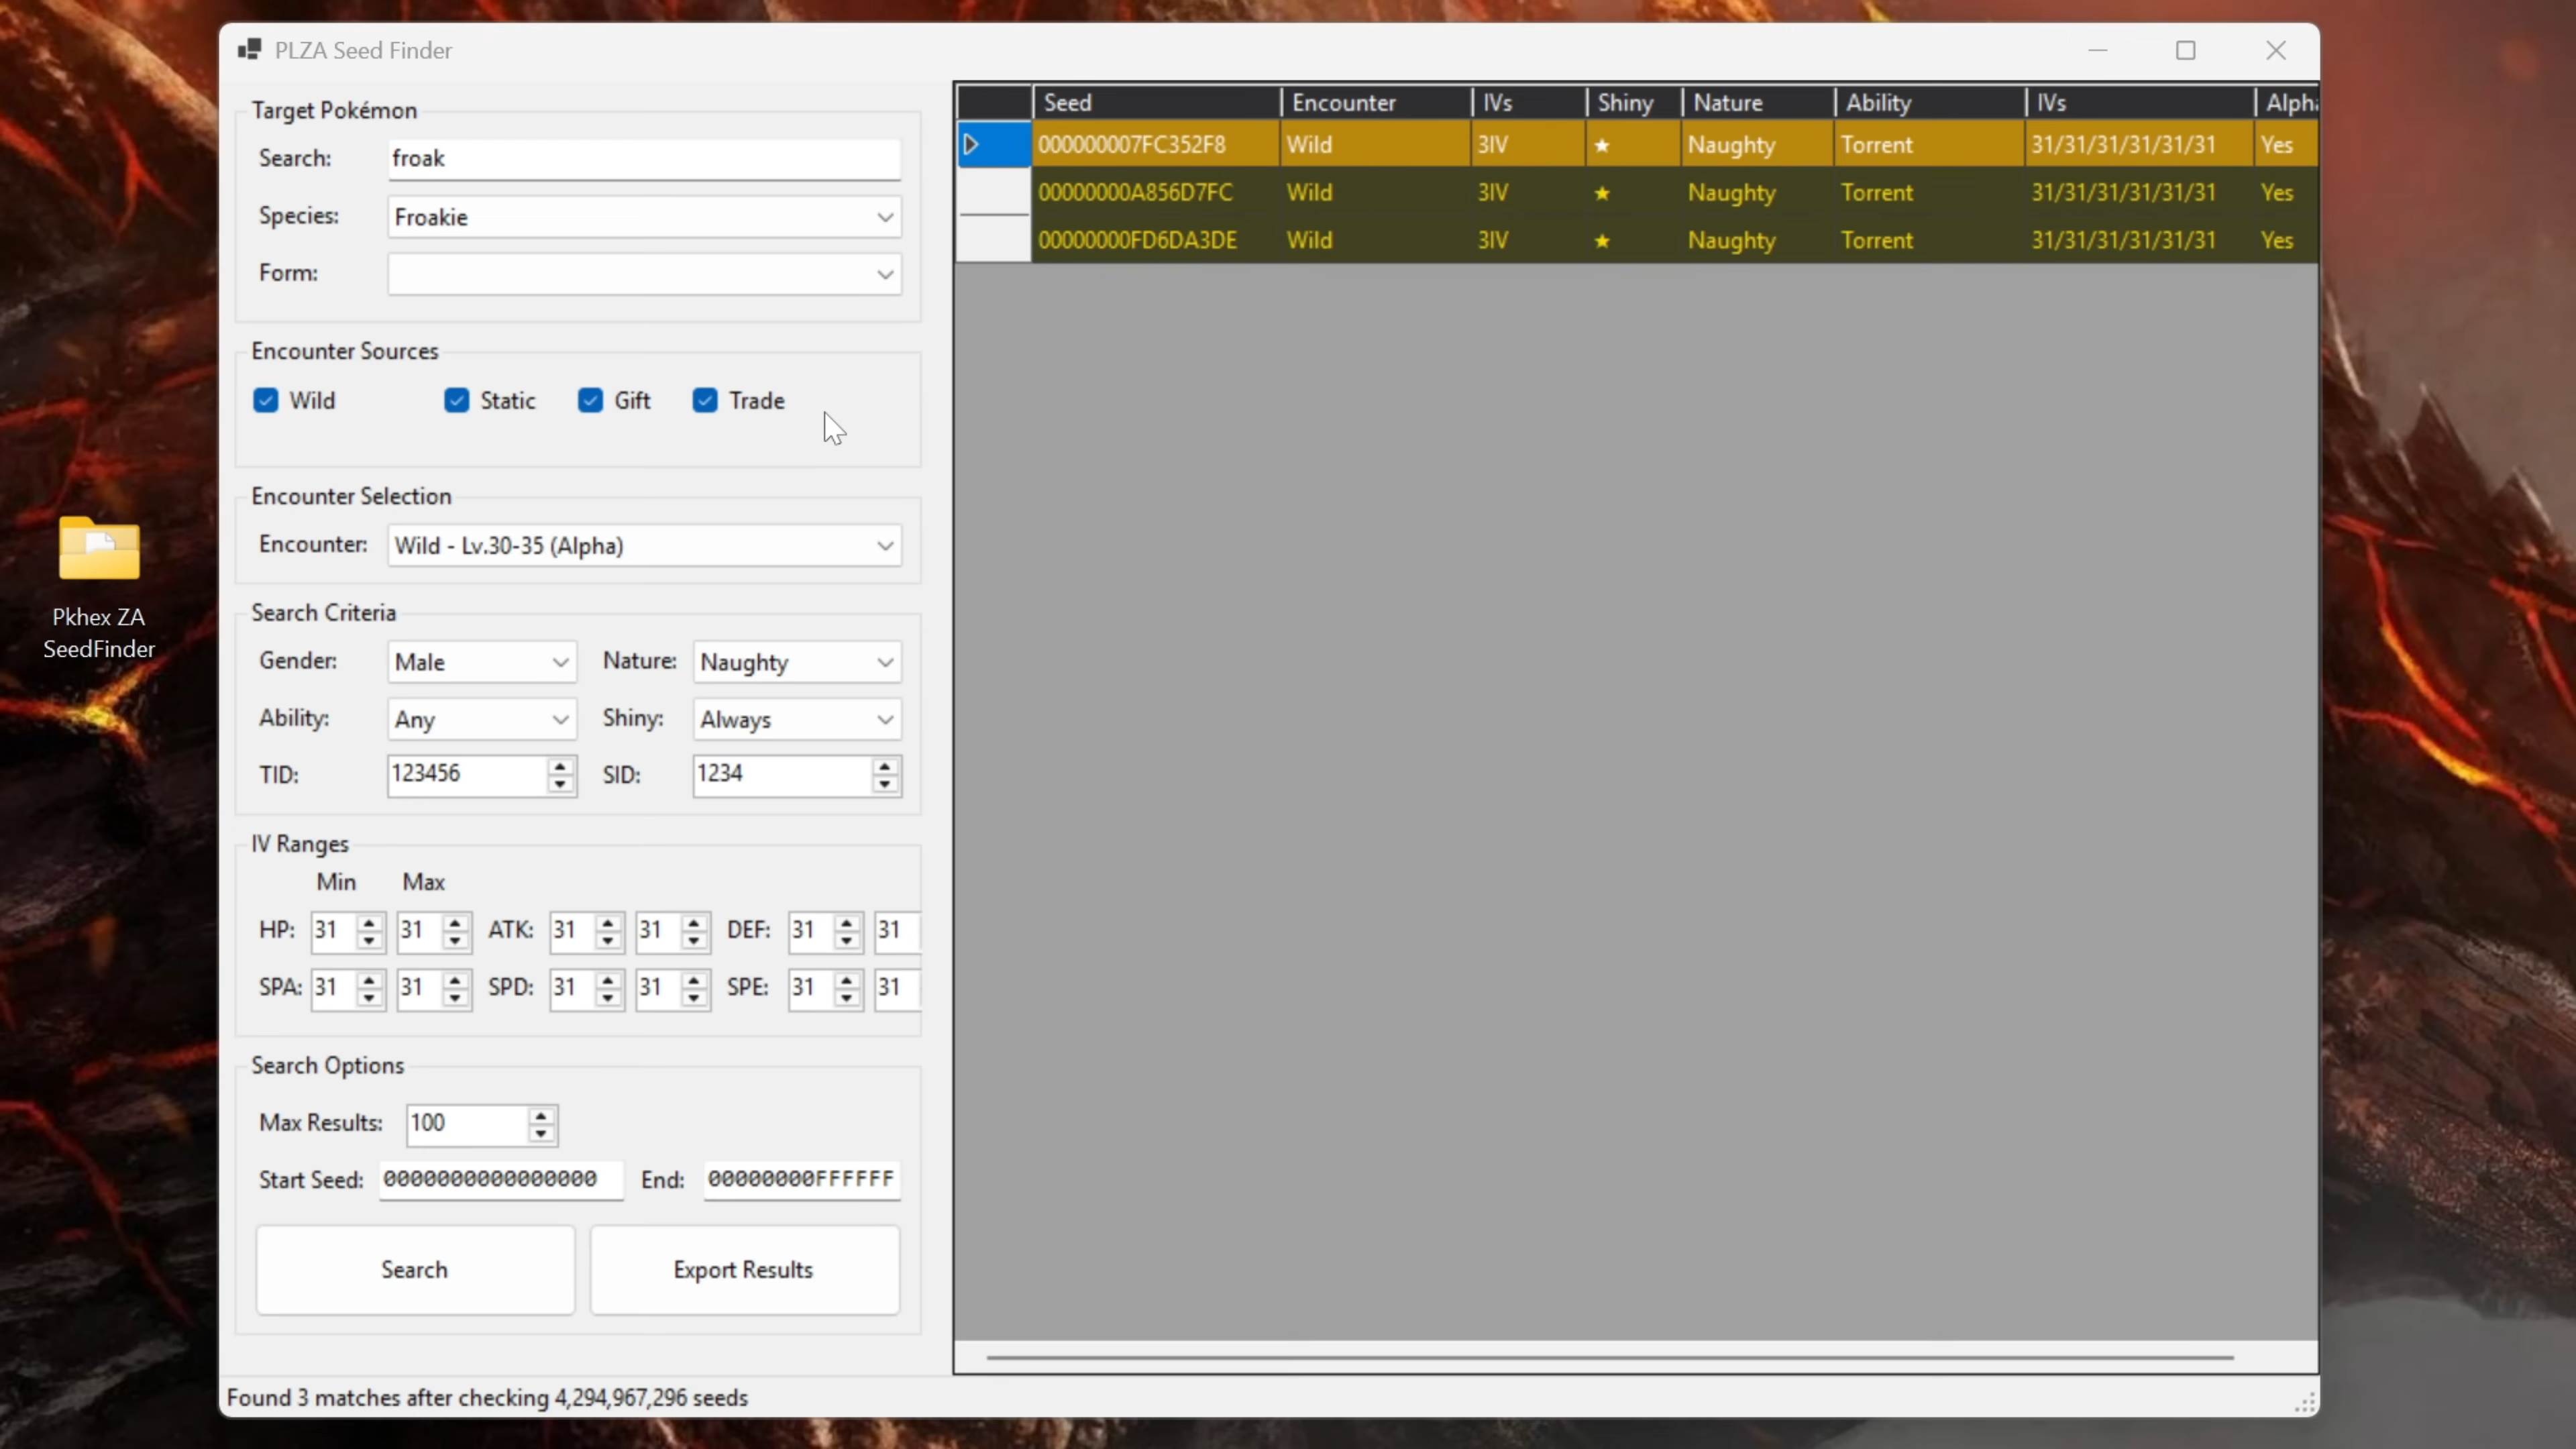 PLZA Seed Finder
Target Pokémon
Search: froak
Species: Froakie
Form:
Encounter Sources
Wild Static Gift Trade
Encounter Selection
Encounter: Wild - Lv.30-35 (Alpha)
Search Criteria
Gender: Male Nature: Naughty
Ability: Any Shiny: Always
TID: 123456 SID: 1234
IV Ranges
Min Max
HP: 31 31 ATK: 31 31 DEF: 31 31
SPA: 31 31 SPD: 31 31 SPE: 31 31
Search Options
Max Results: 100
Start Seed: 0000000000000000 End: 00000000FFFFFF
Search Export Results
Found 3 matches after checking 4,294,967,296 seeds
Seed Encounter IVs Shiny Nature Ability IVs Alpha
000000007FC352F8 Wild 3IV ★ Naughty Torrent 31/31/31/31/31/31 Yes
00000000A856D7FC Wild 3IV ★ Naughty Torrent 31/31/31/31/31/31 Yes
00000000FD6DA3DE Wild 3IV ★ Naughty Torrent 31/31/31/31/31/31 Yes
Pkhex ZA
SeedFinder